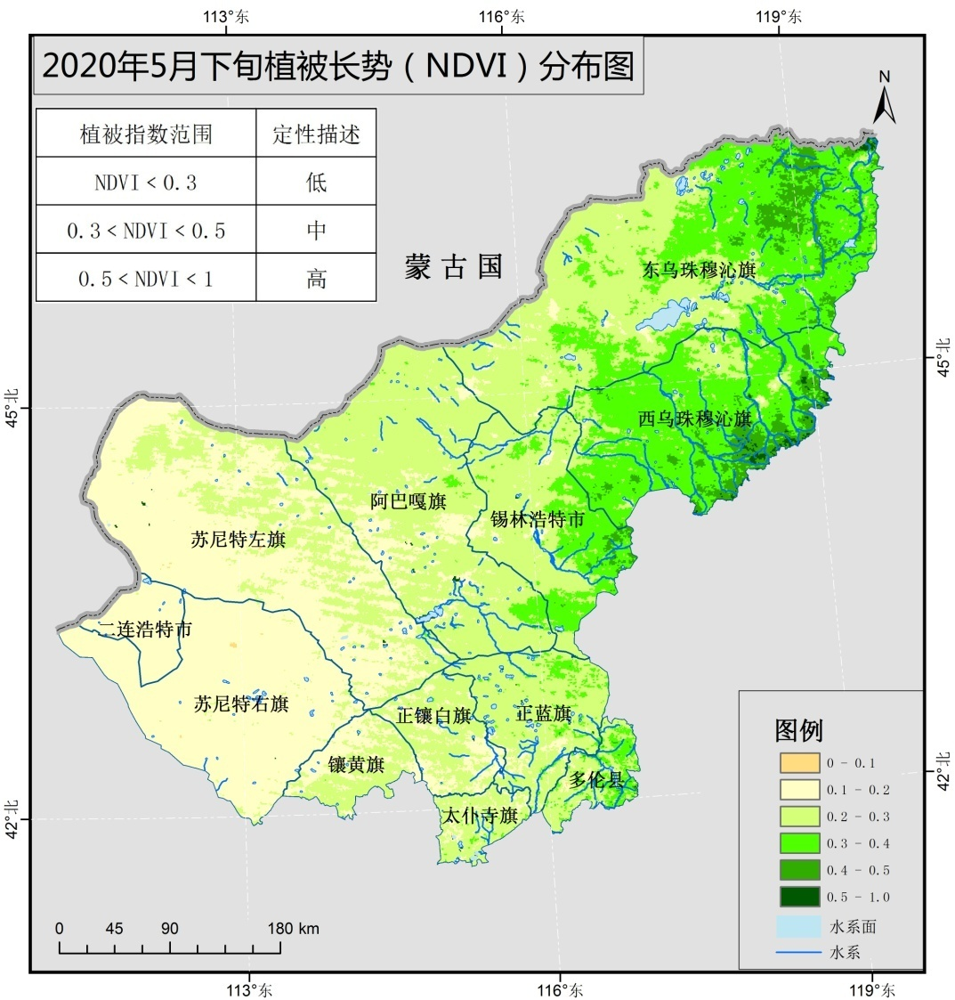 113°东
116°东
119°东
2020年5月下旬植被长势（NDVI）分布图
N
植被指数范围 定性描述
NDVI < 0.3 低
0.3 < NDVI < 0.5 中
0.5 < NDVI < 1 高
蒙古国
东乌珠穆沁旗
45°北
45°北
西乌珠穆沁旗
阿巴嘎旗
锡林浩特市
苏尼特左旗
二连浩特市
苏尼特右旗
正镶白旗
正蓝旗
镶黄旗
多伦县
太仆寺旗
42°北
42°北
图例
0 - 0.1
0.1 - 0.2
0.2 - 0.3
0.3 - 0.4
0.4 - 0.5
0.5 - 1.0
水系面
水系
0 45 90 180 km
113°东
116°东
119°东